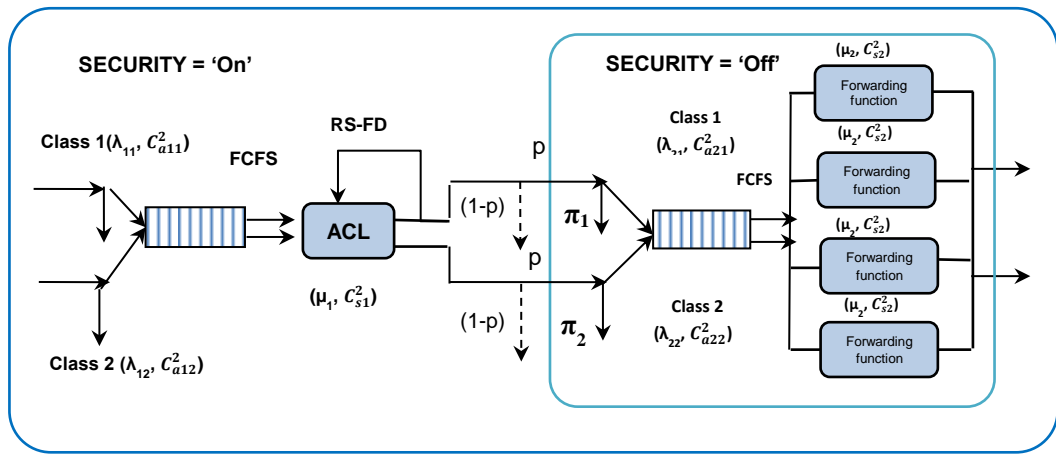 SECURITY = ‘On’
SECURITY = ‘Off’
Class 1(λ₁₁, C²ₐ₁₁)
FCFS
RS-FD
ACL
(μ₁, C²ₛ₁)
Class 2 (λ₁₂, C²ₐ₁₂)
p
(1-p)
p
(1-p)
π₁
π₂
Class 1
(λ₂₁, C²ₐ₂₁)
FCFS
Class 2
(λ₂₂, C²ₐ₂₂)
(μ₂, C²ₛ₂)
Forwarding
function
(μ₂, C²ₛ₂)
Forwarding
function
(μ₂, C²ₛ₂)
Forwarding
function
(μ₂, C²ₛ₂)
Forwarding
function